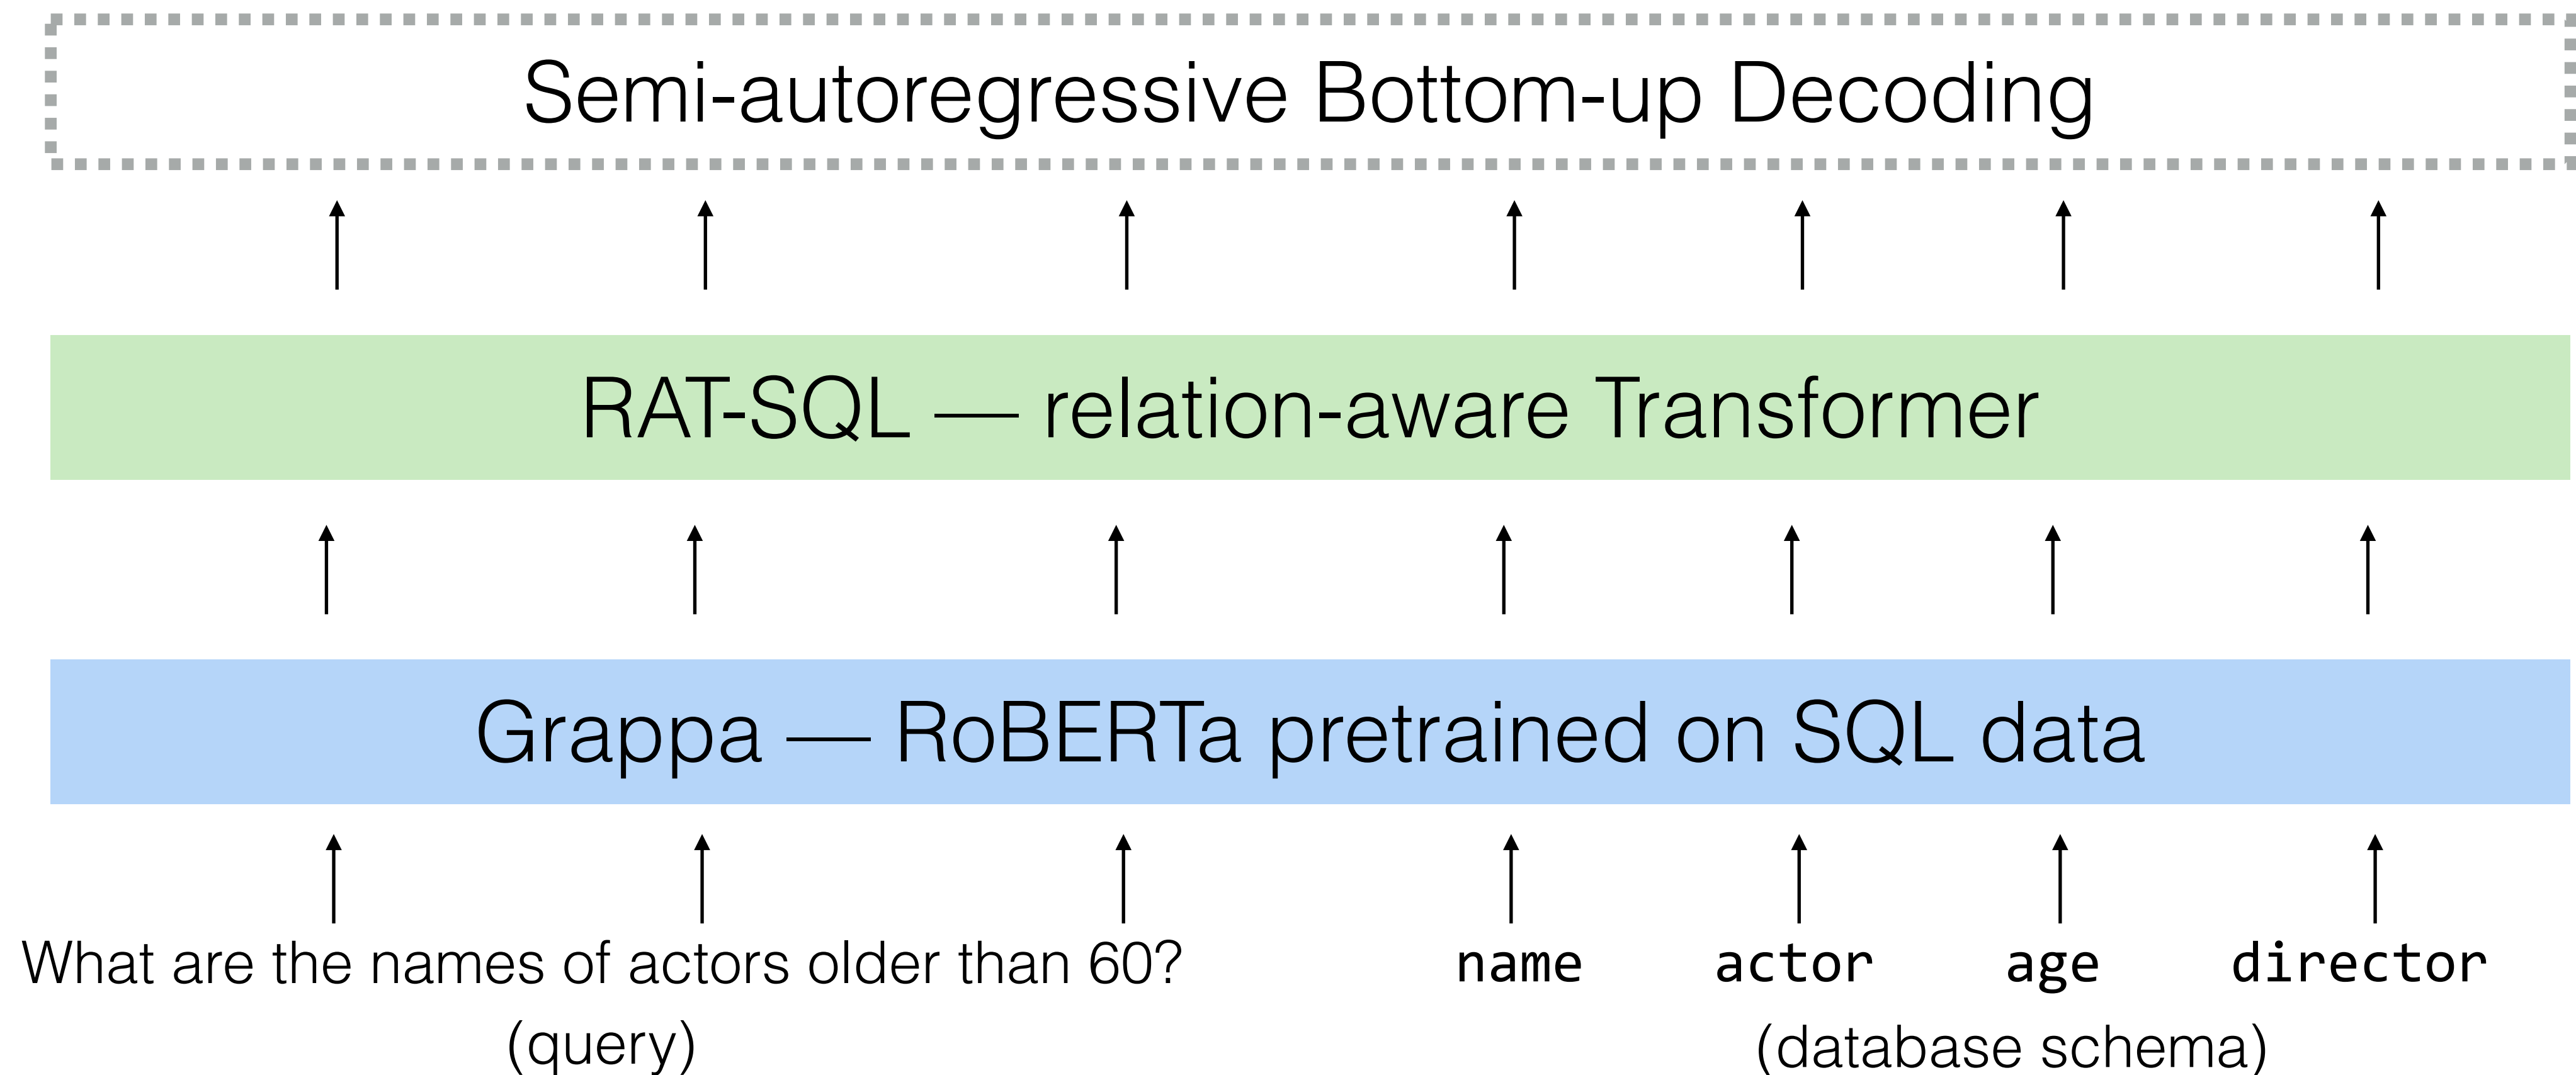 Semi-autoregressive Bottom-up Decoding
RAT-SQL — relation-aware Transformer
Grappa — RoBERTa pretrained on SQL data
What are the names of actors older than 60?
(query)
name actor age director
(database schema)